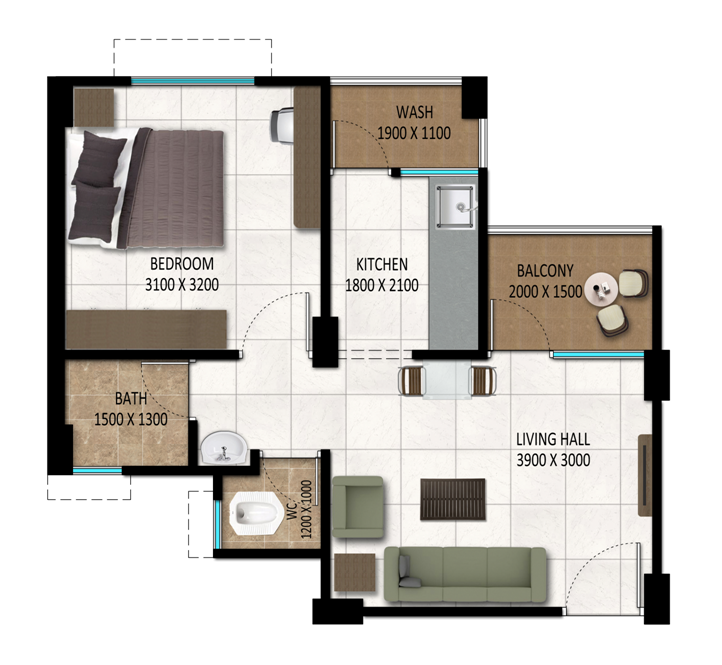 WASH
1900 X 1100
BEDROOM
3100 X 3200
KITCHEN
1800 X 2100
BALCONY
2000 X 1500
BATH
1500 X 1300
LIVING HALL
3900 X 3000
WC
1200 X 1000